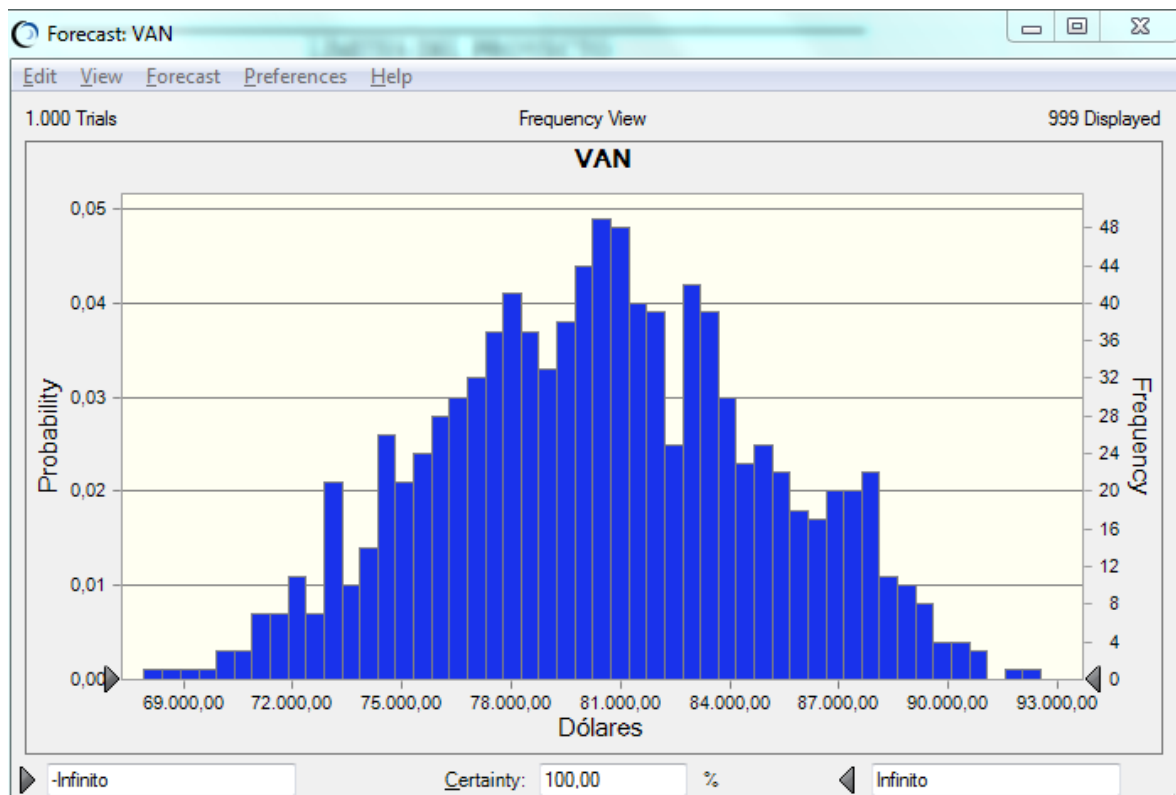 Forecast: VAN
Edit View Forecast Preferences Help
1.000 Trials Frequency View 999 Displayed
VAN
Probability
0,05
0,04
0,03
0,02
0,01
0,00
48
44
40
36
32
28
24
20
16
12
8
4
0
Frequency
69.000,00 72.000,00 75.000,00 78.000,00 81.000,00 84.000,00 87.000,00 90.000,00 93.000,00
Dólares
-Infinito Certainty: 100,00 % Infinito